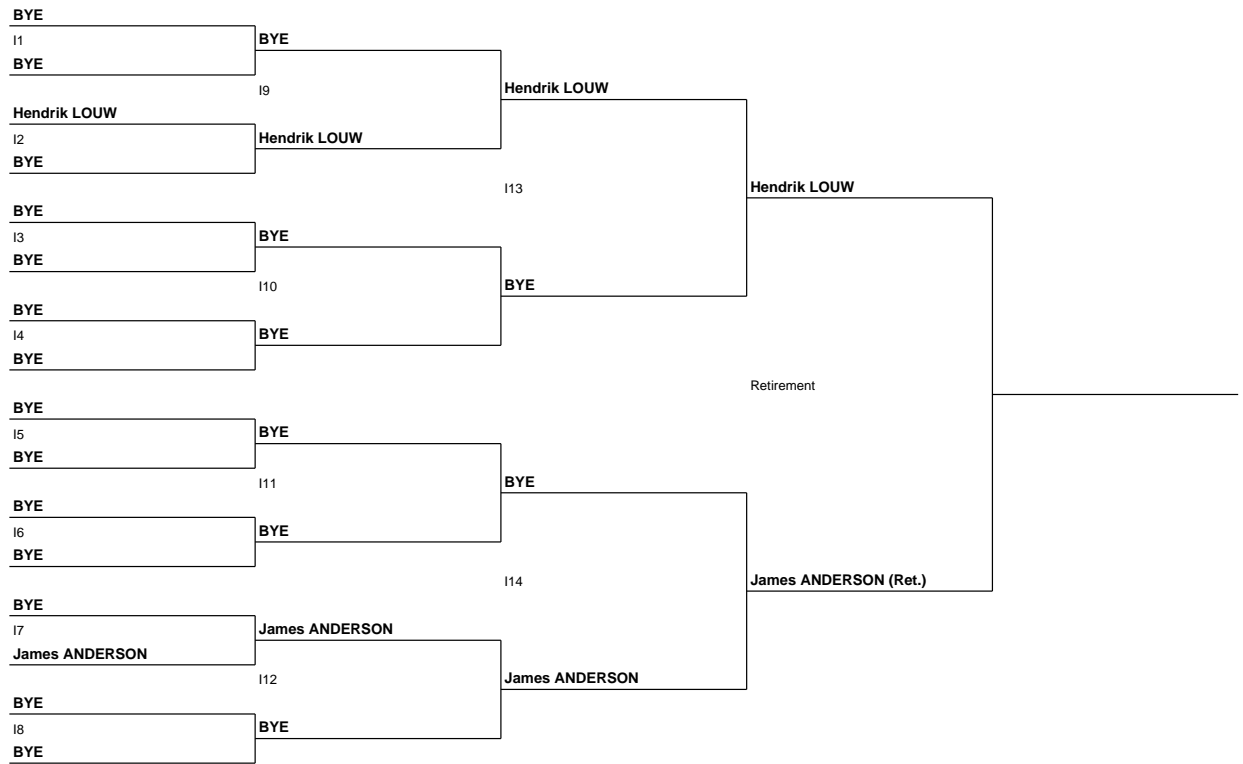 BYE
I1
BYE
BYE
I9
Hendrik LOUW
Hendrik LOUW
I2
Hendrik LOUW
BYE
I13
Hendrik LOUW
BYE
I3
BYE
BYE
I10
BYE
BYE
I4
BYE
BYE
Retirement
BYE
I5
BYE
BYE
I11
BYE
BYE
I6
BYE
BYE
I14
James ANDERSON (Ret.)
BYE
I7
James ANDERSON
James ANDERSON
I12
James ANDERSON
BYE
I8
BYE
BYE